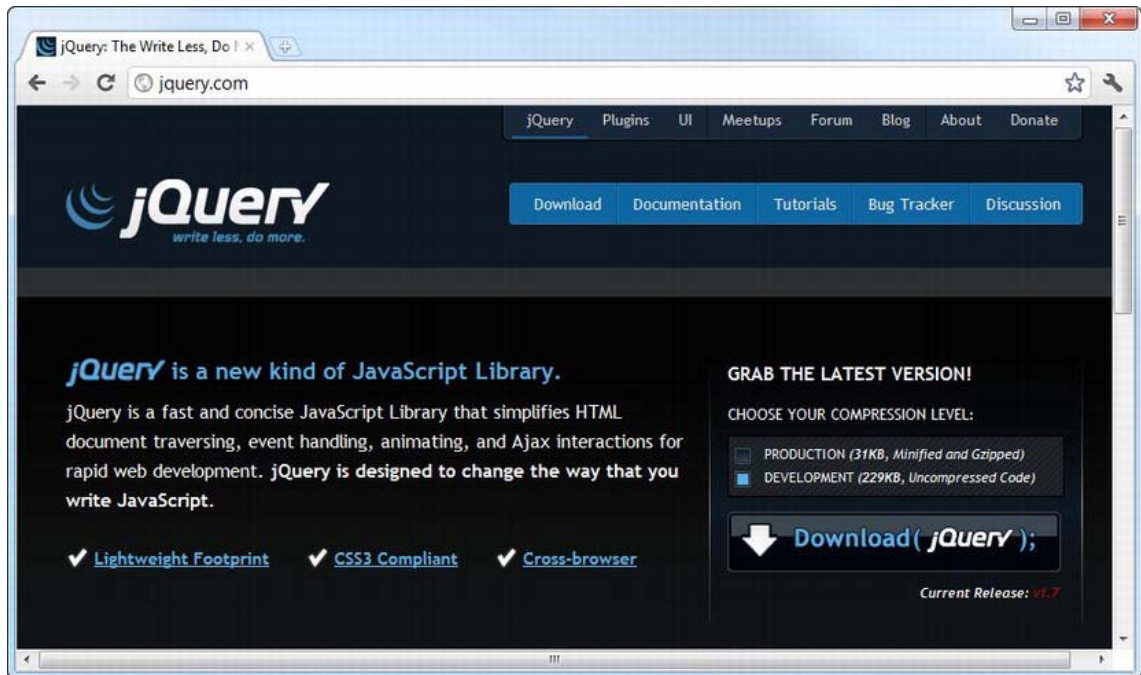 jQuery: The Write Less, Do
jquery.com
jQuery Plugins UI Meetups Forum Blog About Donate
jQuery
write less, do more.
Download Documentation Tutorials Bug Tracker Discussion
jQuery is a new kind of JavaScript Library.
jQuery is a fast and concise JavaScript Library that simplifies HTML
document traversing, event handling, animating, and Ajax interactions for
rapid web development. jQuery is designed to change the way that you
write JavaScript.
Lightweight Footprint CSS3 Compliant Cross-browser
GRAB THE LATEST VERSION!
CHOOSE YOUR COMPRESSION LEVEL:
PRODUCTION (31KB, Minified and Gzipped)
DEVELOPMENT (229KB, Uncompressed Code)
Download( jQuery );
Current Release: v1.7